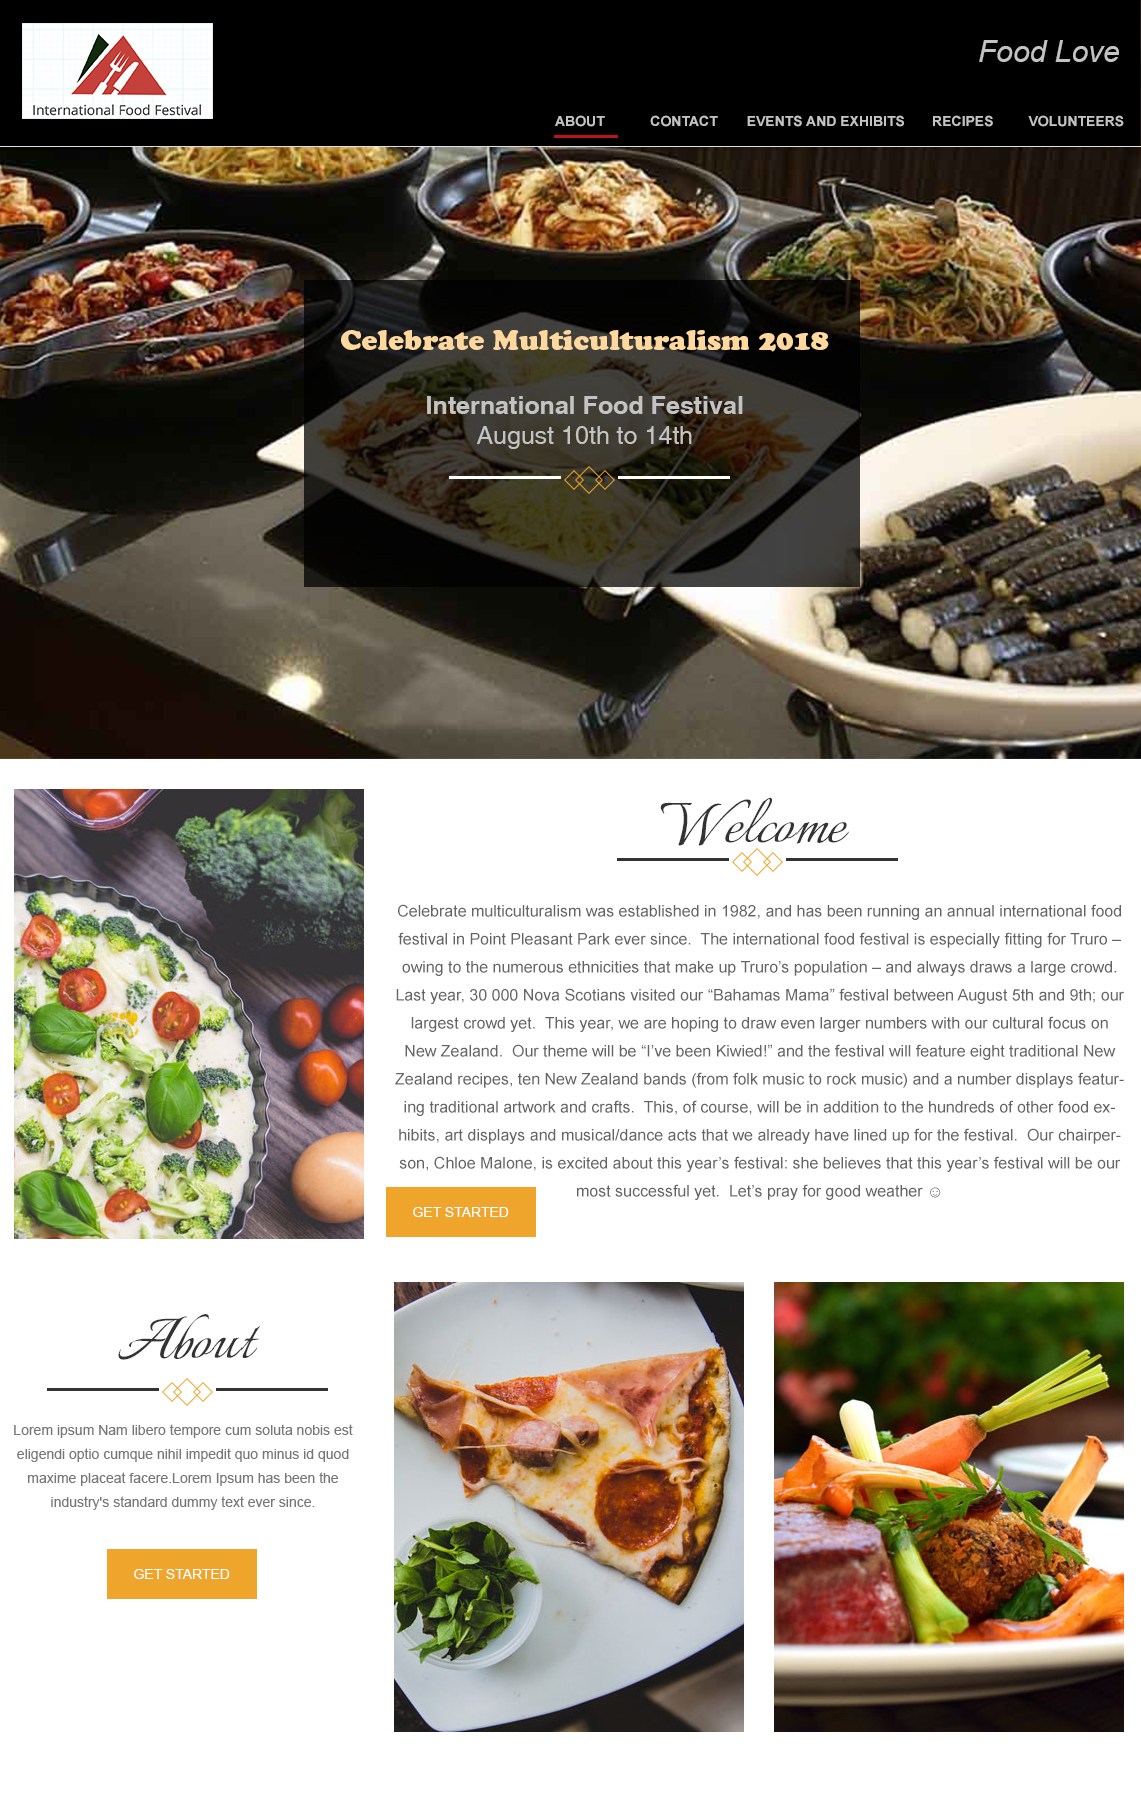 International Food Festival
Food Love
ABOUT CONTACT EVENTS AND EXHIBITS RECIPES VOLUNTEERS
Celebrate Multiculturalism 2018
International Food Festival
August 10th to 14th
Welcome
Celebrate multiculturalism was established in 1982, and has been running an annual international food
festival in Point Pleasant Park ever since.  The international food festival is especially fitting for Truro –
owing to the numerous ethnicities that make up Truro’s population – and always draws a large crowd.
Last year, 30 000 Nova Scotians visited our “Bahamas Mama” festival between August 5th and 9th; our
largest crowd yet.  This year, we are hoping to draw even larger numbers with our cultural focus on
New Zealand.  Our theme will be “I’ve been Kiwied!” and the festival will feature eight traditional New
Zealand recipes, ten New Zealand bands (from folk music to rock music) and a number displays featur-
ing traditional artwork and crafts.  This, of course, will be in addition to the hundreds of other food ex-
hibits, art displays and musical/dance acts that we already have lined up for the festival.  Our chairper-
son, Chloe Malone, is excited about this year’s festival: she believes that this year’s festival will be our
most successful yet.  Let’s pray for good weather ☺
GET STARTED
About
Lorem ipsum Nam libero tempore cum soluta nobis est
eligendi optio cumque nihil impedit quo minus id quod
maxime placeat facere.Lorem Ipsum has been the
industry's standard dummy text ever since.
GET STARTED